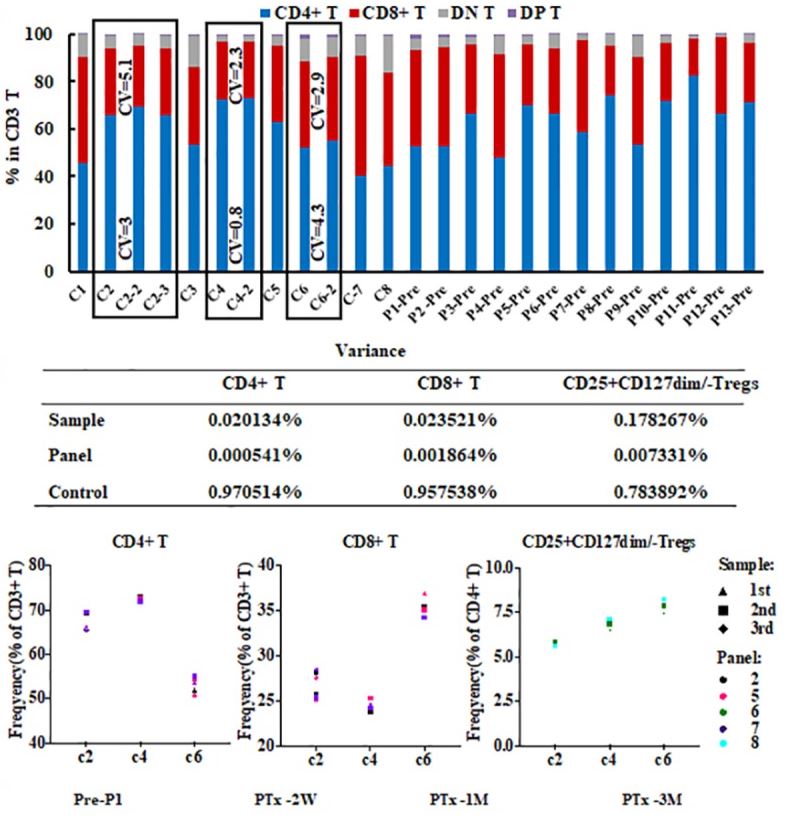 CD4+ T CD8+ T DN T DP T
% in CD3 T
100
80
60
40
20
0
CV=5.1
CV=3
CV=2.3
CV=0.8
CV=2.9
CV=4.3
C1 C2 C2-2 C2-3 C3 C4 C4-2 C5 C6 C6-2 C-7 C8 P1-Pre P2 -Pre P3-Pre P4-Pre P5-Pre P6-Pre P7-Pre P8-Pre P9-Pre P10-Pre P11-Pre P12-Pre P13-Pre
Variance
CD4+ T CD8+ T CD25+CD127dim/-Tregs
Sample 0.020134% 0.023521% 0.178267%
Panel 0.000541% 0.001864% 0.007331%
Control 0.970514% 0.957538% 0.783892%
CD4+ T
Freqyency(% of CD3+ T)
80
70
60
50
40
c2 c4 c6
CD8+ T
Freqyency(% of CD3+ T)
40
35
30
25
20
c2 c4 c6
CD25+CD127dim/-Tregs
Freqyency(% of CD4+ T)
10.0
7.5
5.0
2.5
0.0
c2 c4 c6
Sample:
1st
2nd
3rd
Panel:
2
5
6
7
8
Pre-P1 PTx -2W PTx -1M PTx -3M